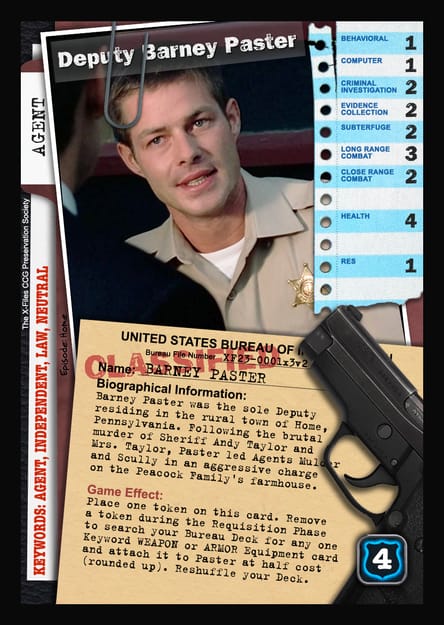 Deputy Barney Paster
BEHAVIORAL 1
COMPUTER 1
CRIMINAL INVESTIGATION 2
EVIDENCE COLLECTION 2
SUBTERFUGE 2
LONG RANGE COMBAT 3
CLOSE RANGE COMBAT 2
HEALTH 4
RES 1
AGENT
The X-Files CCG Preservation Society
KEYWORDS: AGENT, INDEPENDENT, LAW, NEUTRAL
Episode: Home
UNITED STATES BUREAU OF
Bureau File Number XF23-0001x3v2
CLASSIFIED
Name: BARNEY PASTER
Biographical Information:
Barney Paster was the sole Deputy
residing in the rural town of Home,
Pennsylvania. Following the brutal
murder of Sheriff Andy Taylor and
Mrs. Taylor, Paster led Agents Mulder
and Scully in an aggressive charge
on the Peacock Family's farmhouse.
Game Effect:
Place one token on this card. Remove
a token during the Requisition Phase
to search your Bureau Deck for any one
Keyword WEAPON or ARMOR Equipment card
and attach it to Paster at half cost
(rounded up). Reshuffle your Deck.
4